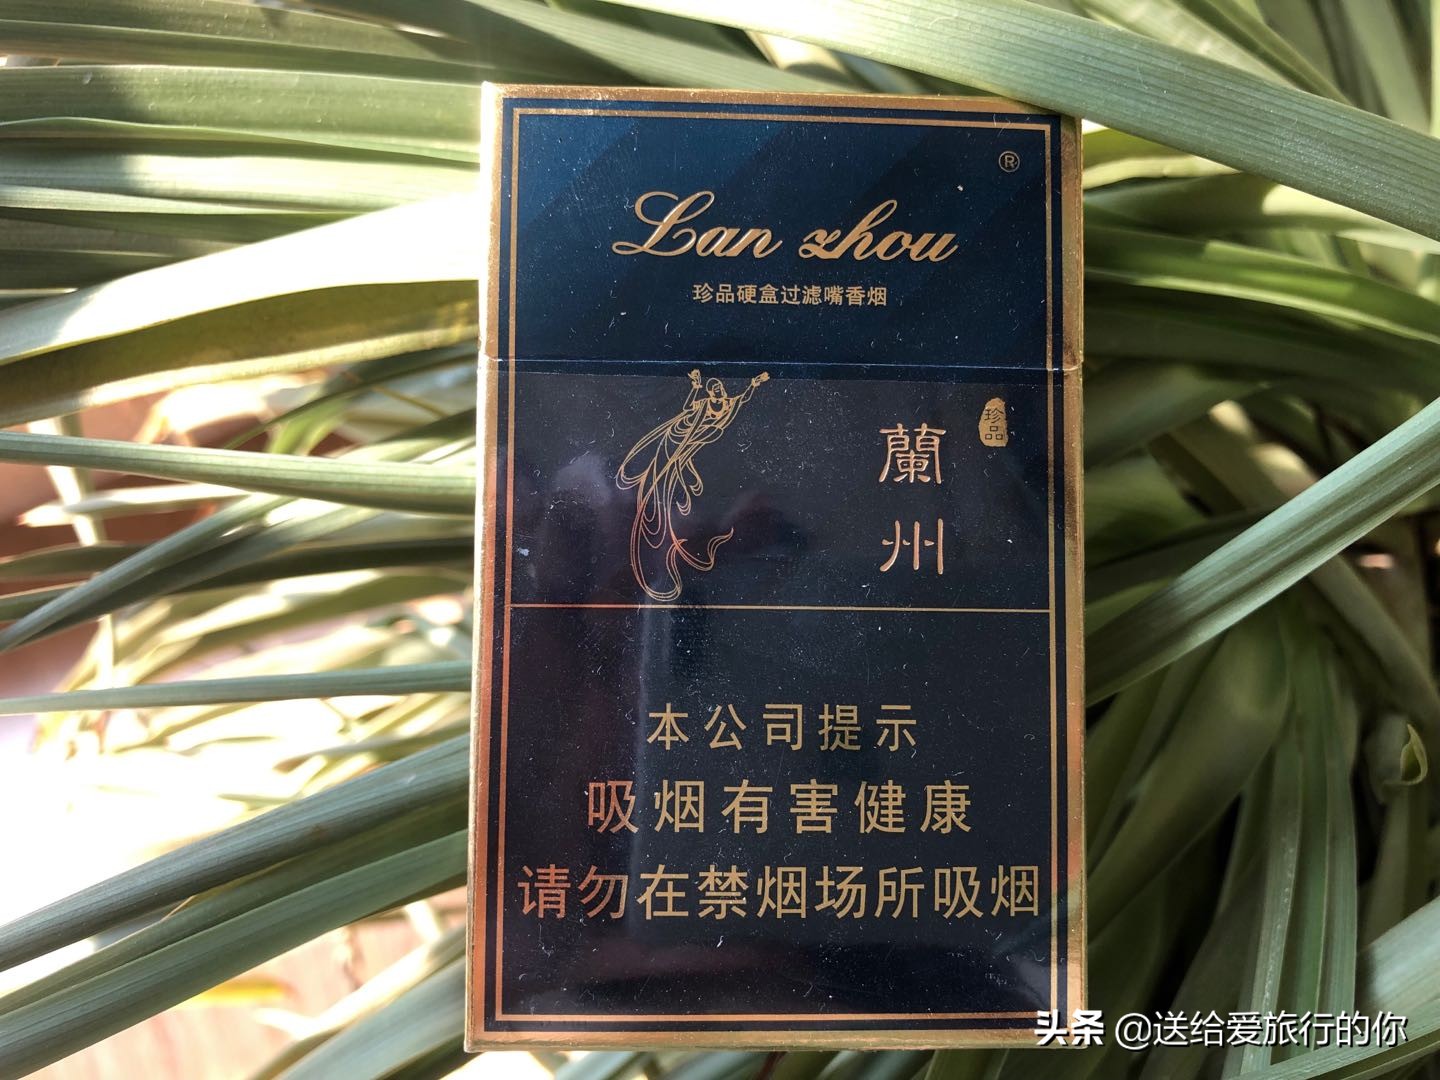 ®
Lan zhou
珍品硬盒过滤嘴香烟
蘭州
珍品
本公司提示
吸烟有害健康
请勿在禁烟场所吸烟
头条 @送给爱旅行的你